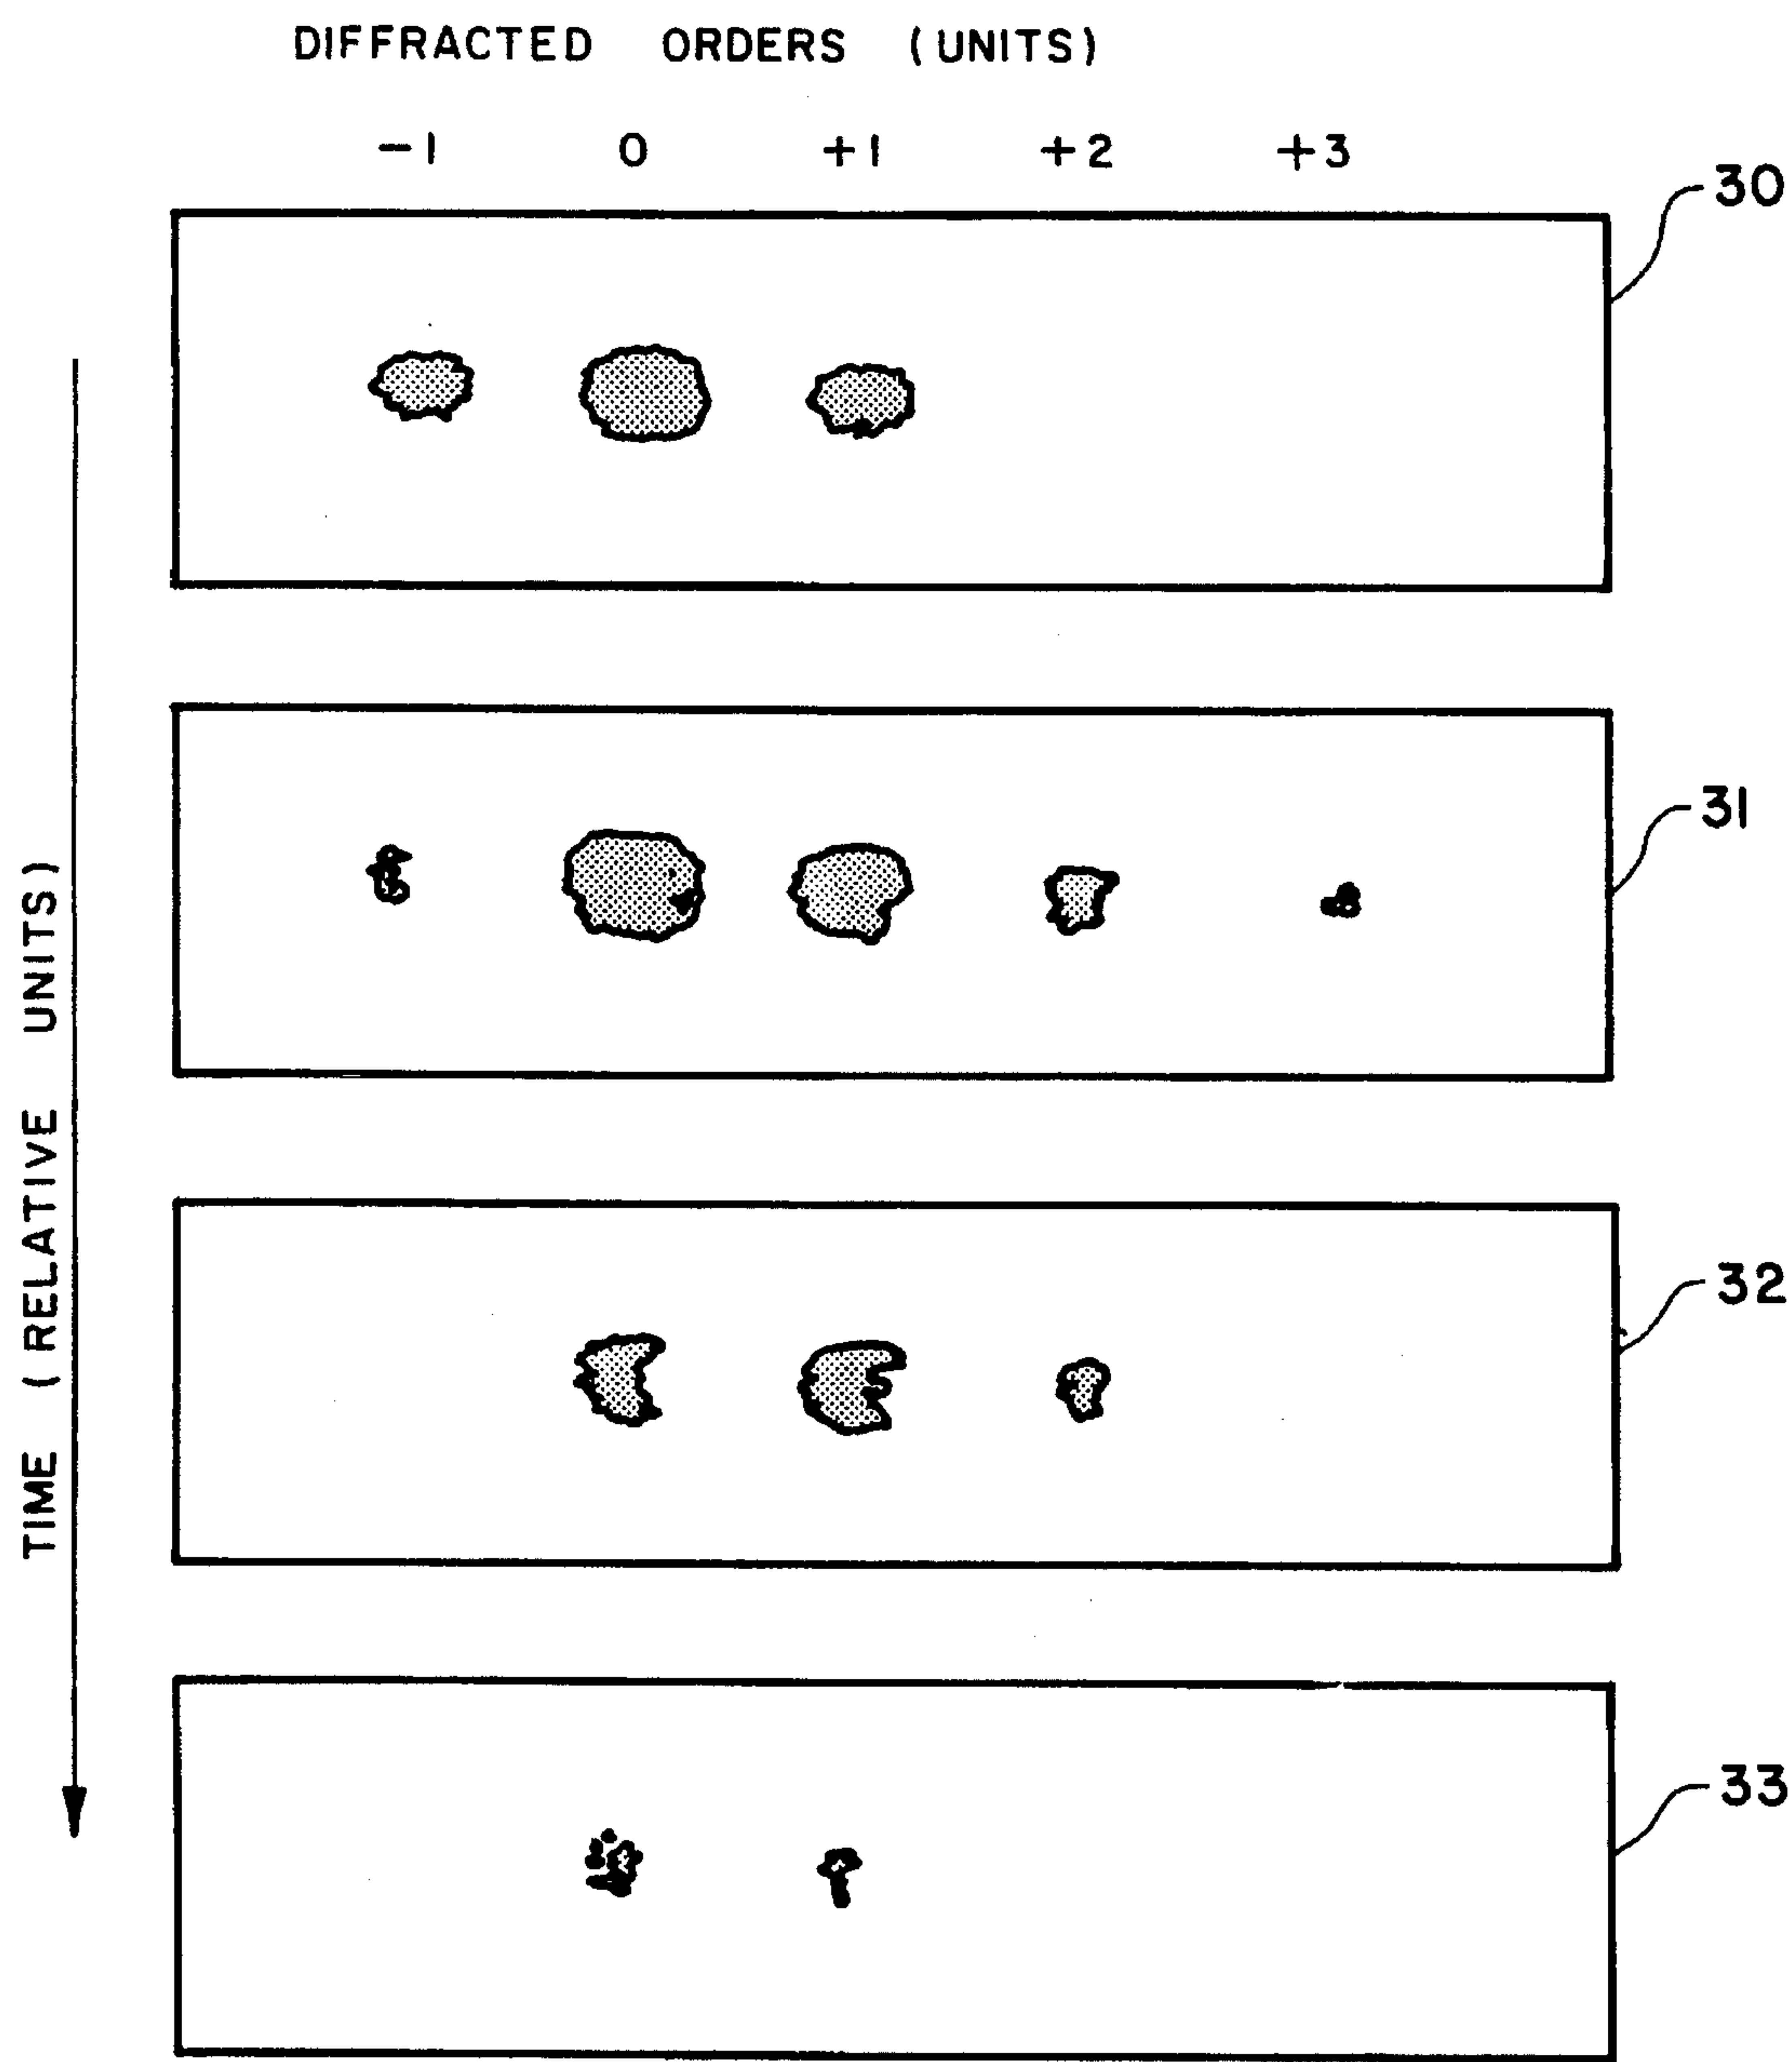 DIFFRACTED ORDERS (UNITS)
-1 0 +1 +2 +3
30
31
TIME (RELATIVE UNITS)
32
33